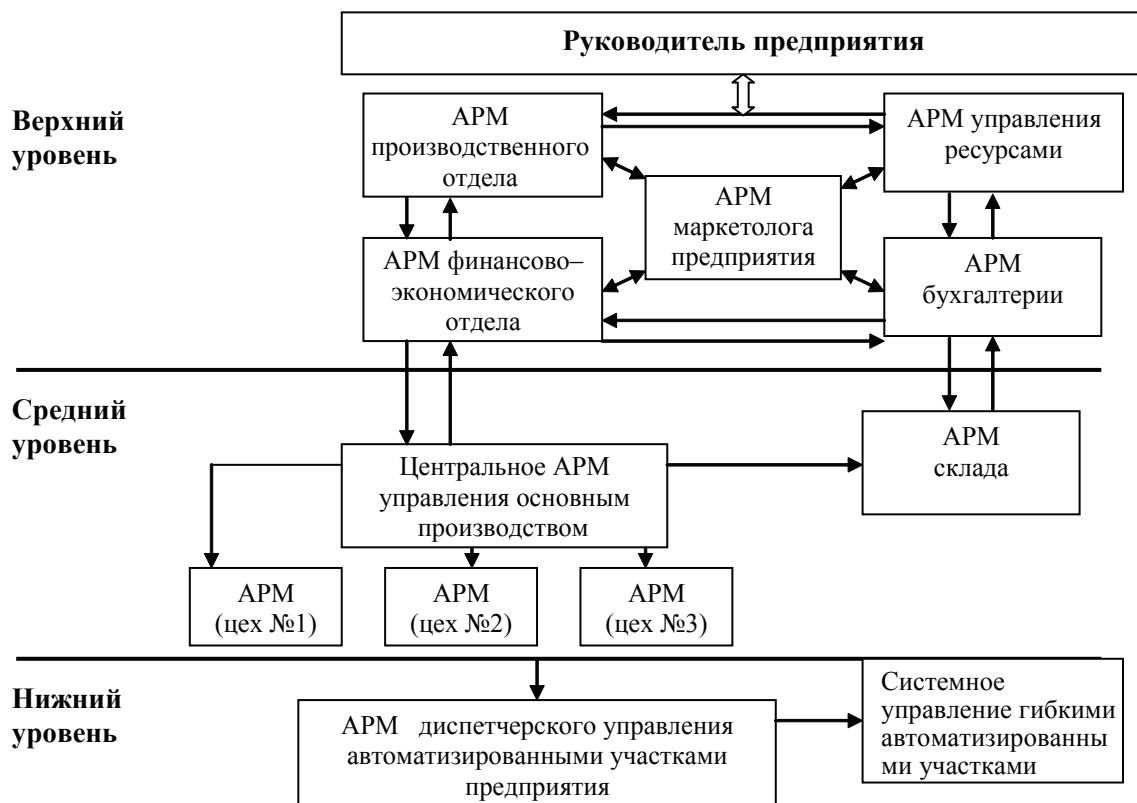 Руководитель предприятия
Верхний
уровень
АРМ
производственного
отдела
АРМ управления
ресурсами
АРМ
маркетолога
предприятия
АРМ финансово–
экономического
отдела
АРМ
бухгалтерии
Средний
уровень
АРМ
склада
Центральное АРМ
управления основным
производством
АРМ
(цех №1)
АРМ
(цех №2)
АРМ
(цех №3)
Нижний
уровень
АРМ диспетчерского управления
автоматизированными участками
предприятия
Системное
управление гибкими
автоматизированны
ми участками